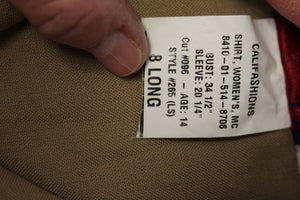 CALIFASHIONS
SHIRT, WOMEN'S, MC
8410-01-514-8706
BUST: 34 1/2"
SLEEVE: 20 1/4"
Cut #096 - AGE: 14
STYLE #265 (LS)
8 LONG